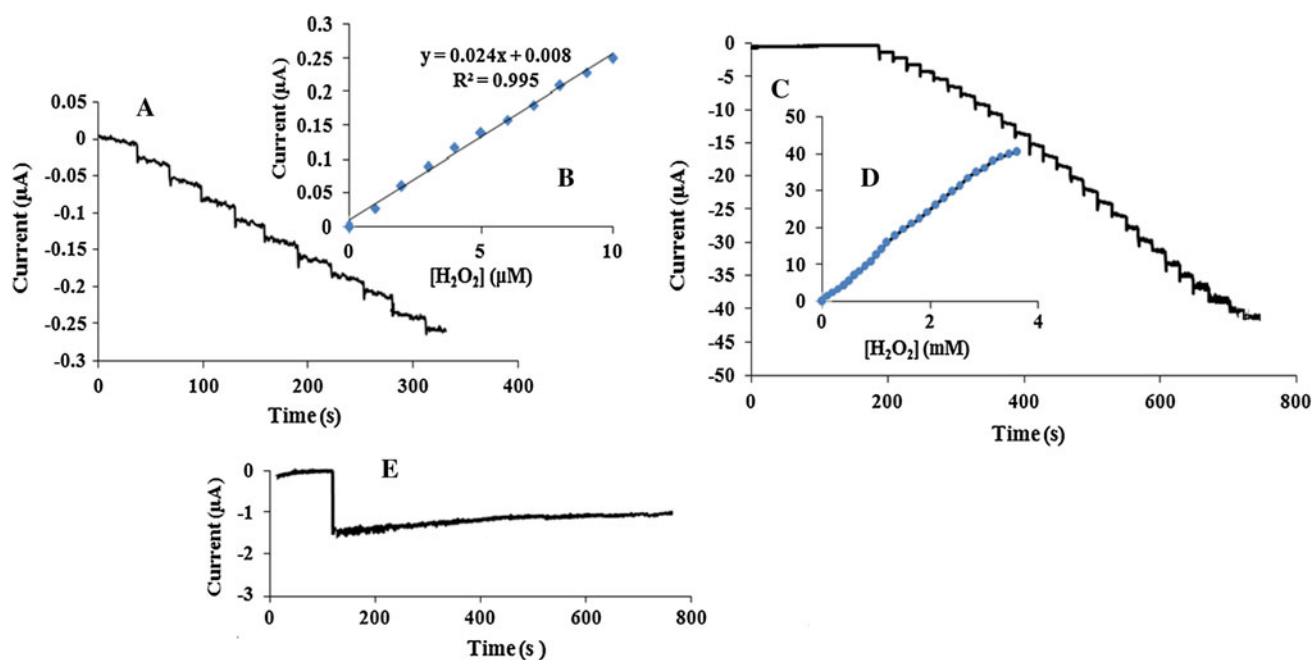 A
Current (µA)
0.05
0
-0.05
-0.1
-0.15
-0.2
-0.25
-0.3
0 100 200 300 400
Time (s)
B
y = 0.024x + 0.008
R² = 0.995
Current (µA)
0.3
0.25
0.2
0.15
0.1
0.05
0
0 5 10
[H₂O₂] (µM)
C
Current (µA)
0
-5
-10
-15
-20
-25
-30
-35
-40
-45
-50
0 200 400 600 800
Time (s)
D
50
40
30
20
10
0
0 2 4
[H₂O₂] (mM)
E
Current (µA)
0
-1
-2
-3
0 200 400 600 800
Time (s )